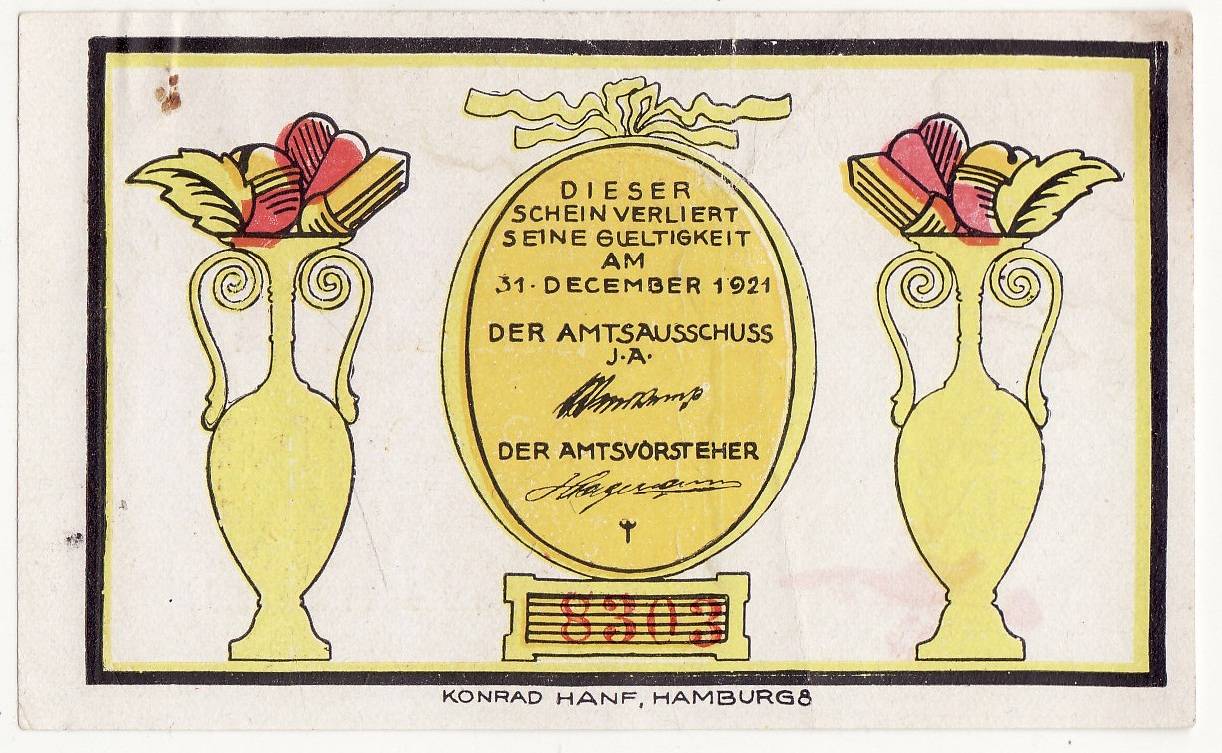 DIESER
SCHEIN VERLIERT
SEINE GUELTIGKEIT
AM
31. DECEMBER 1921
DER AMTSAUSSCHUSS
J.A.
DER AMTSVORSTEHER
8303
KONRAD HANF, HAMBURG 8